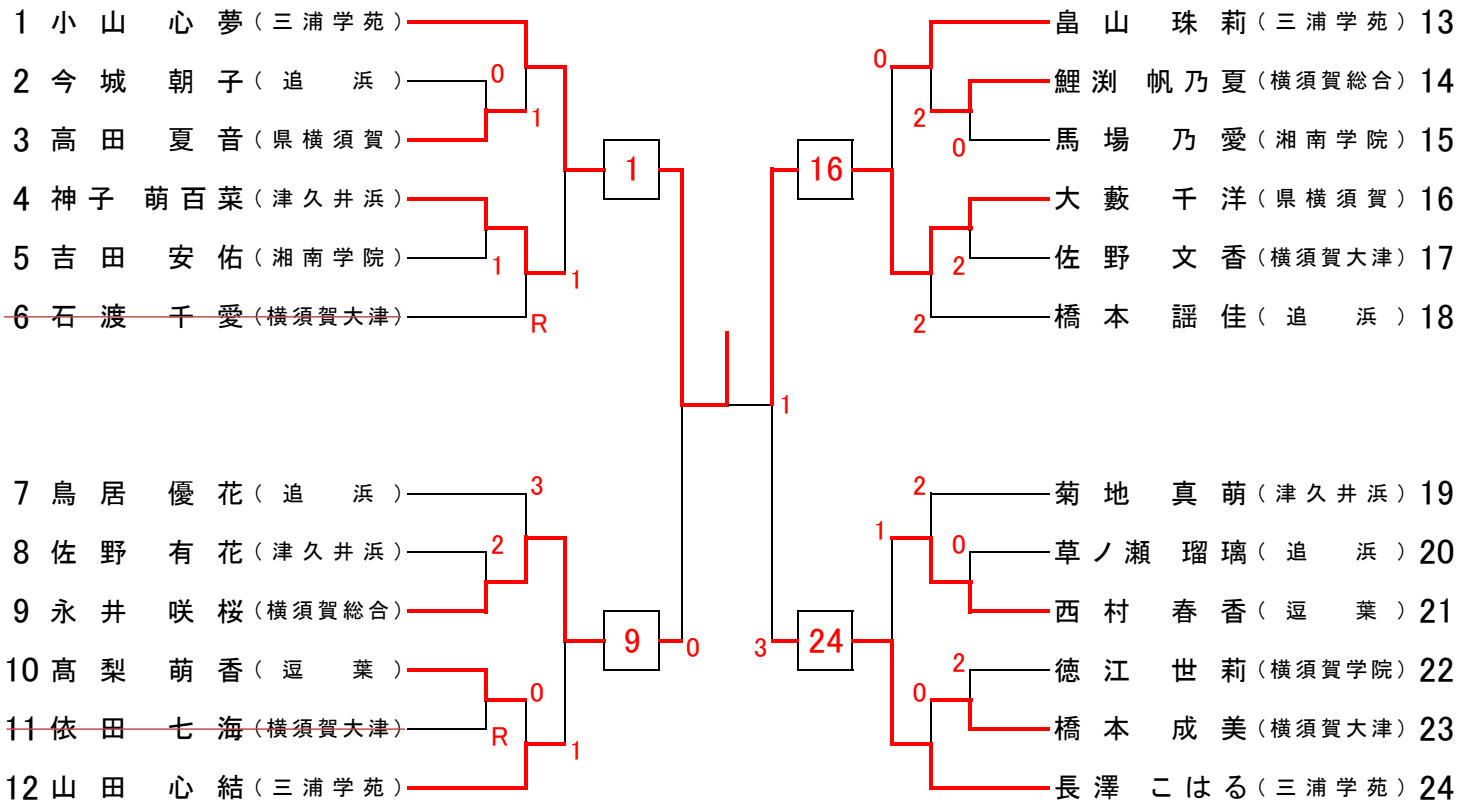 1 小山 心夢 (三浦学苑)
0
2 今城 朝子 (追浜)
1
3 高田 夏音 (県横須賀)
1
4 神子 萌百菜 (津久井浜)
5 吉田 安佑 (湘南学院)
1
1
6 石渡 千愛 (横須賀大津)
R
7 鳥居 優花 (追浜)
3
8 佐野 有花 (津久井浜)
2
9 永井 咲桜 (横須賀総合)
9
0
10 髙梨 萌香 (逗葉)
0
11 依田 七海 (横須賀大津)
R
1
12 山田 心結 (三浦学苑)
1
畠山 珠莉 (三浦学苑) 13
0
鯉渕 帆乃夏 (横須賀総合) 14
2
0
馬場 乃愛 (湘南学院) 15
16
大藪 千洋 (県横須賀) 16
2
佐野 文香 (横須賀大津) 17
2
橋本 謡佳 (追浜) 18
2
菊地 真萌 (津久井浜) 19
1
0
草ノ瀬 瑠璃 (追浜) 20
西村 春香 (逗葉) 21
3
24
2
徳江 世莉 (横須賀学院) 22
0
橋本 成美 (横須賀大津) 23
長澤 こはる (三浦学苑) 24